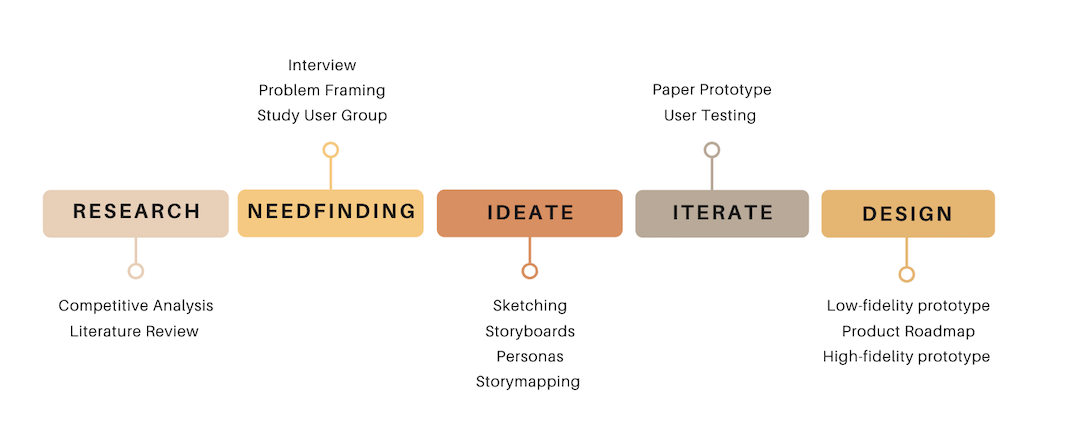 RESEARCH
Competitive Analysis
Literature Review
Interview
Problem Framing
Study User Group
NEEDFINDING
IDEATE
Sketching
Storyboards
Personas
Storymapping
Paper Prototype
User Testing
ITERATE
DESIGN
Low-fidelity prototype
Product Roadmap
High-fidelity prototype